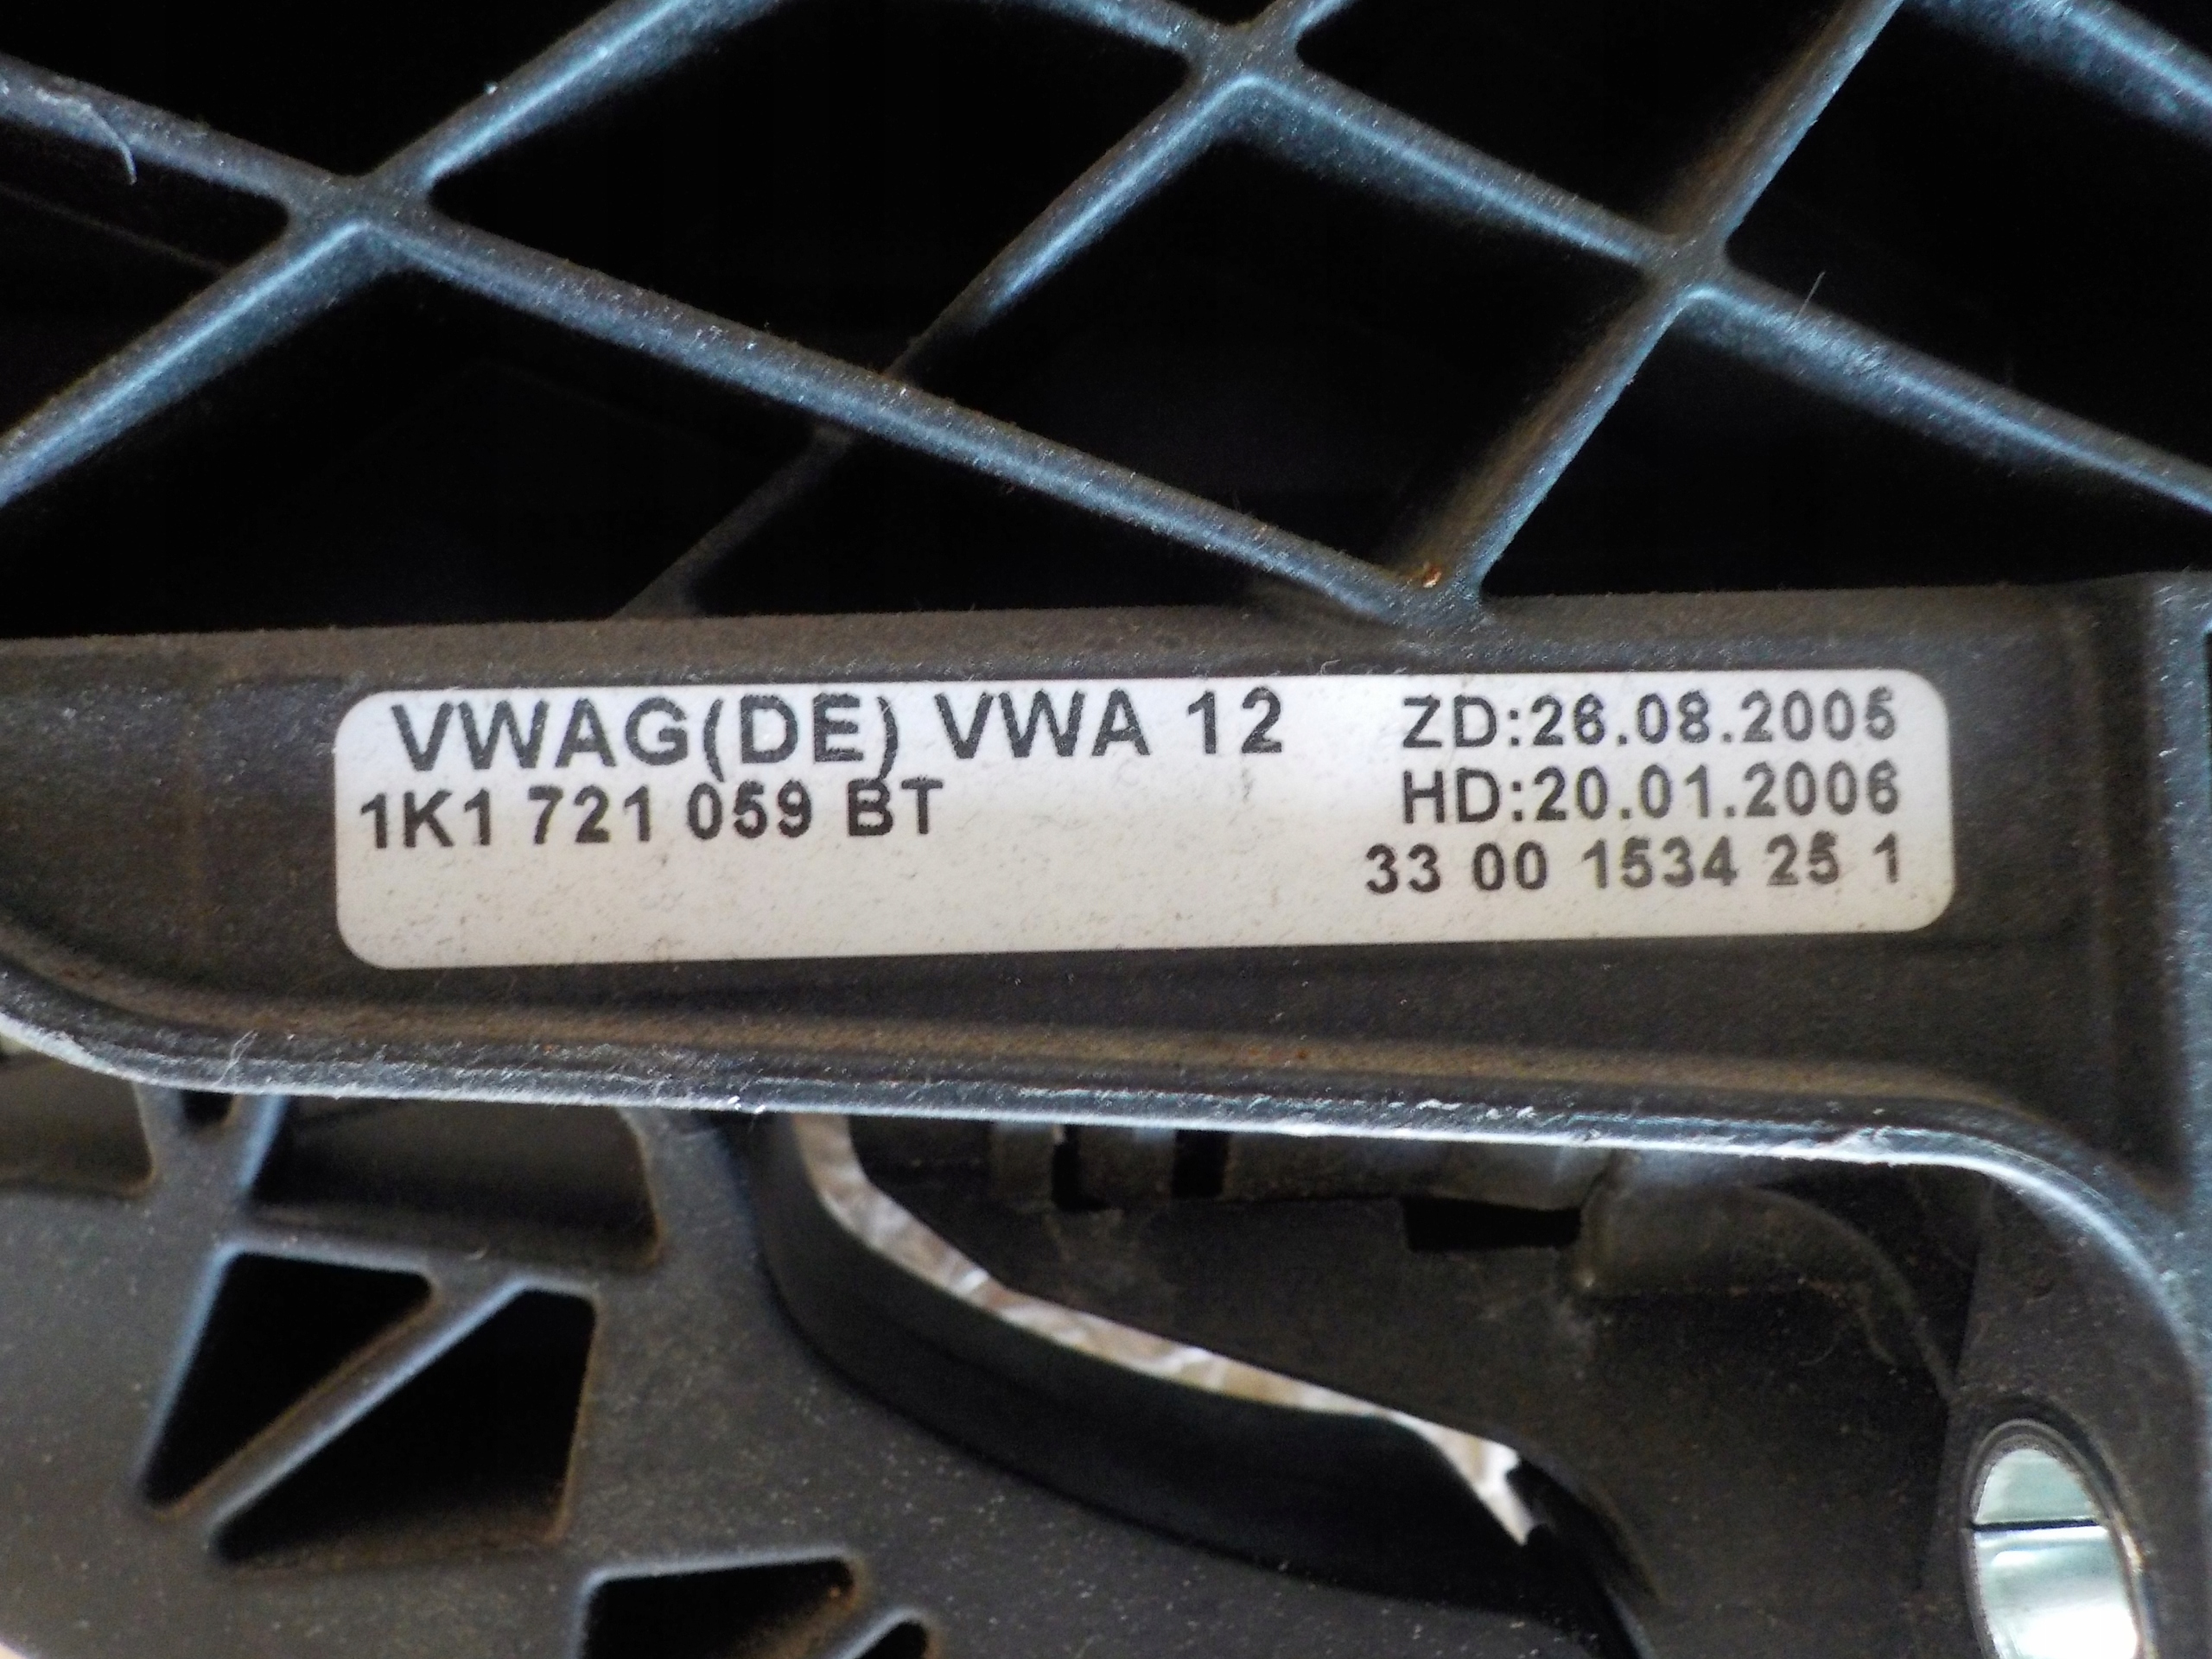 VWAG(DE) VWA 12
1K1 721 059 BT
ZD:26.08.2005
HD:20.01.2006
33 00 1534 25 1